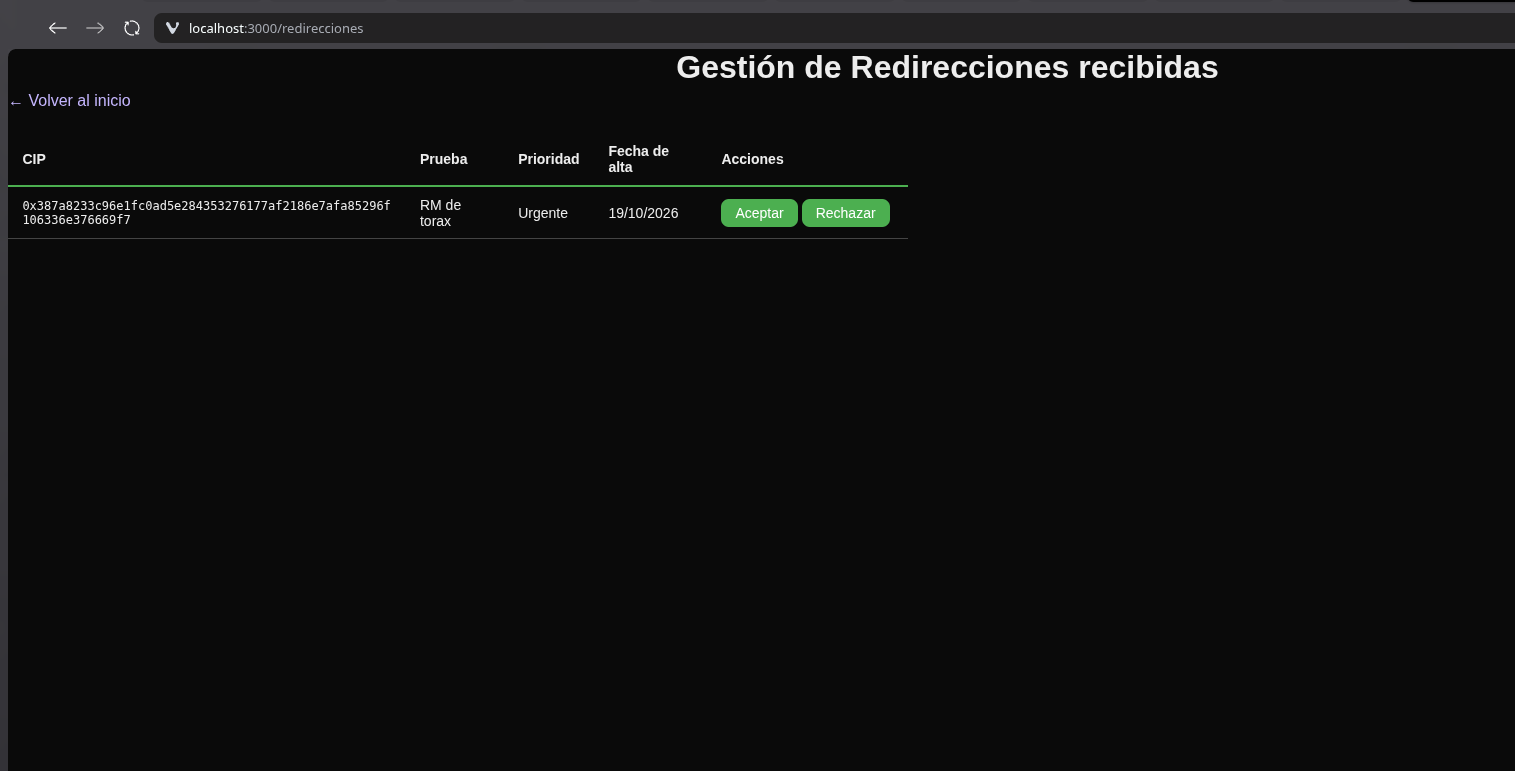 localhost:3000/redirecciones
Gestión de Redirecciones recibidas
← Volver al inicio
CIP Prueba Prioridad Fecha de alta Acciones
0x387a8233c96e1fc0ad5e284353276177af2186e7afa85296f
106336e376669f7
RM de
torax
Urgente
19/10/2026
Aceptar Rechazar